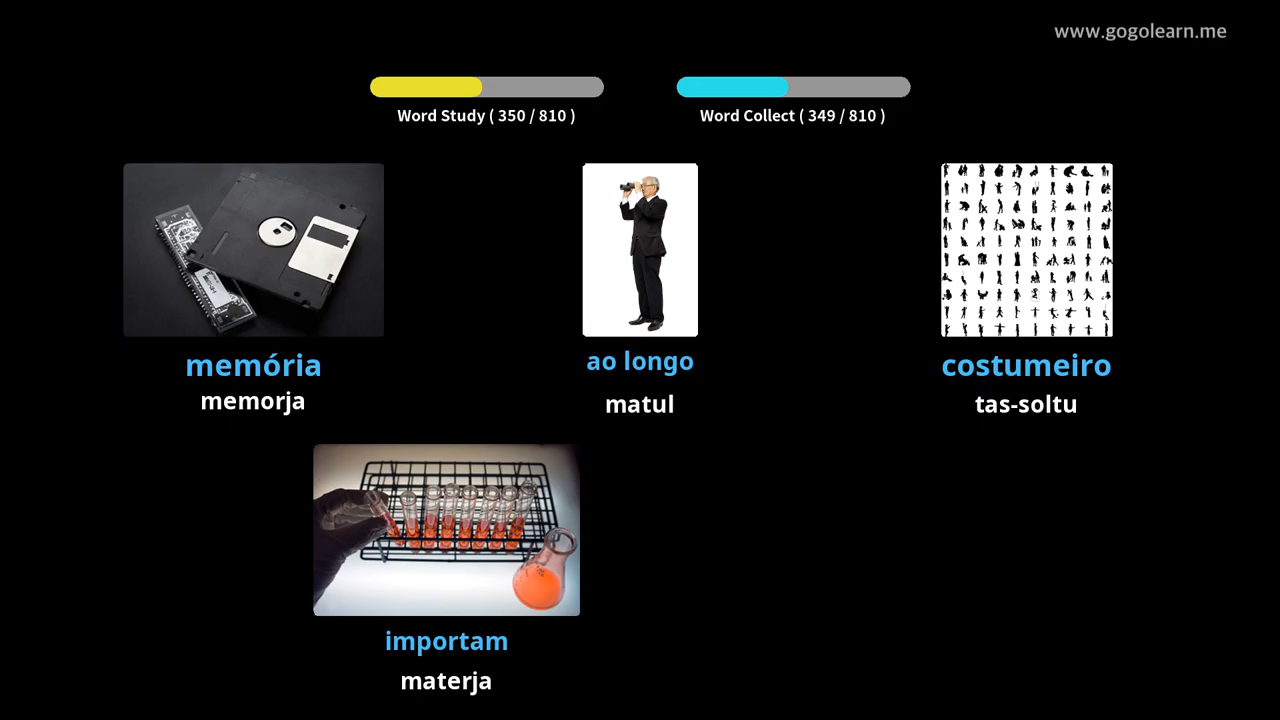 www.gogolearn.me
Word Study ( 350 / 810 )
Word Collect ( 349 / 810 )
memória
memorja
ao longo
matul
costumeiro
tas-soltu
importam
materja